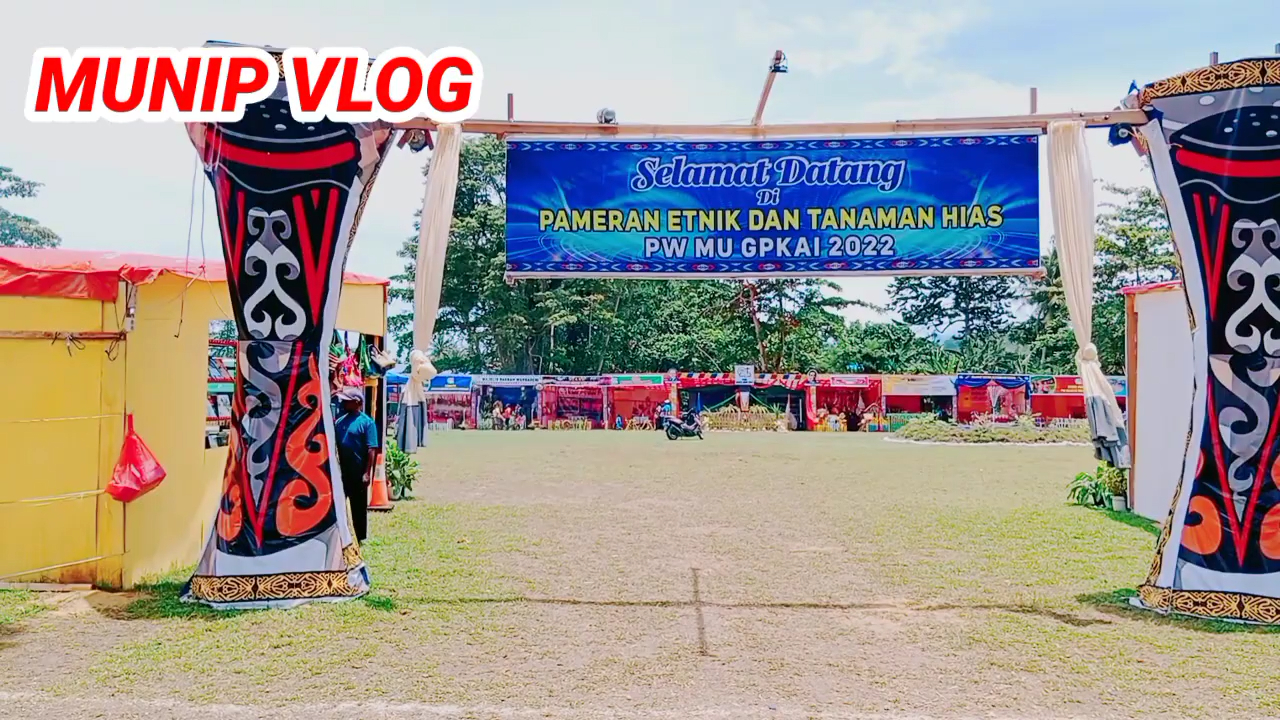 MUNIP VLOG
Selamat Datang
Di
PAMERAN ETNIK DAN TANAMAN HIAS
PW MU GPKAI 2022